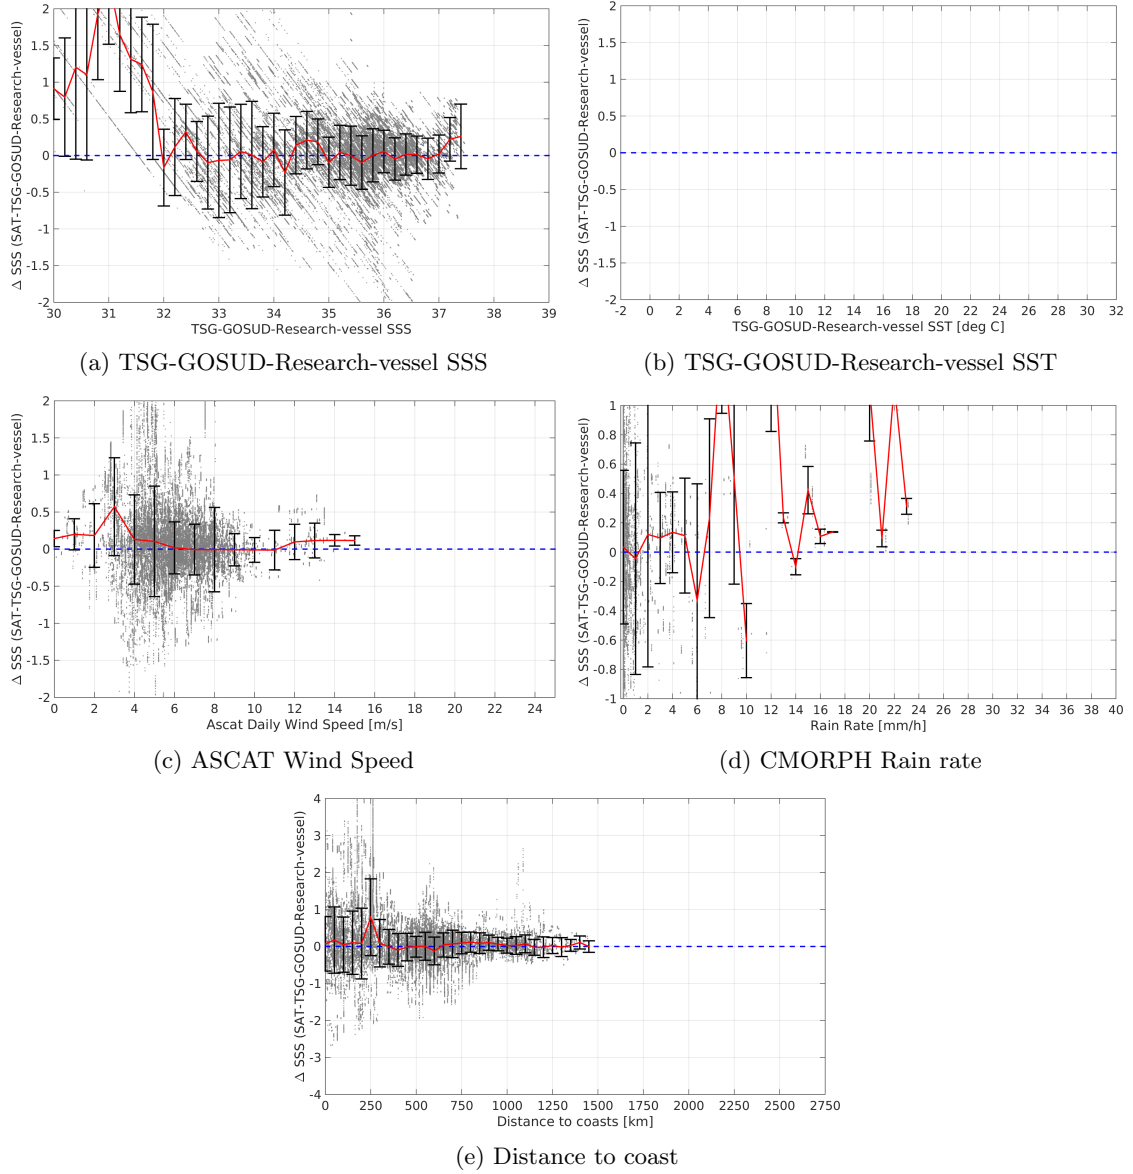 Δ SSS (SAT-TSG-GOSUD-Research-vessel)
2
1.5
1
0.5
0
-0.5
-1
-1.5
-2
30 31 32 33 34 35 36 37 38 39
TSG-GOSUD-Research-vessel SSS
(a) TSG-GOSUD-Research-vessel SSS
Δ SSS (SAT-TSG-GOSUD-Research-vessel)
2
1.5
1
0.5
0
-0.5
-1
-1.5
-2
-2 0 2 4 6 8 10 12 14 16 18 20 22 24 26 28 30 32
TSG-GOSUD-Research-vessel SST [deg C]
(b) TSG-GOSUD-Research-vessel SST
Δ SSS (SAT-TSG-GOSUD-Research-vessel)
2
1.5
1
0.5
0
-0.5
-1
-1.5
-2
0 2 4 6 8 10 12 14 16 18 20 22 24
Ascat Daily Wind Speed [m/s]
(c) ASCAT Wind Speed
Δ SSS (SAT-TSG-GOSUD-Research-vessel)
1
0.8
0.6
0.4
0.2
0
-0.2
-0.4
-0.6
-0.8
-1
0 2 4 6 8 10 12 14 16 18 20 22 24 26 28 30 32 34 36 38 40
Rain Rate [mm/h]
(d) CMORPH Rain rate
Δ SSS (SAT-TSG-GOSUD-Research-vessel)
4
3
2
1
0
-1
-2
-3
-4
0 250 500 750 1000 1250 1500 1750 2000 2250 2500 2750
Distance to coasts [km]
(e) Distance to coast